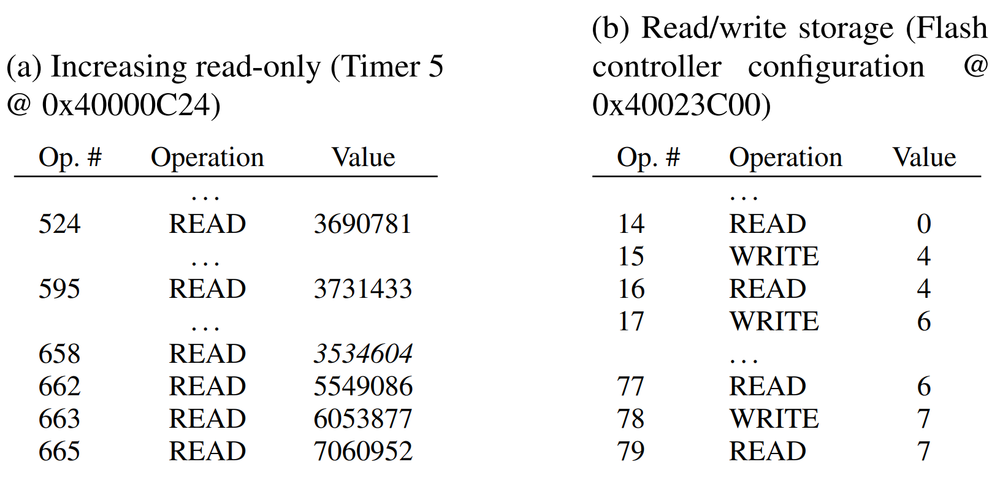 (a) Increasing read-only (Timer 5
@ 0x40000C24)
Op. # Operation Value
...
524 READ 3690781
...
595 READ 3731433
...
658 READ 3534604
662 READ 5549086
663 READ 6053877
665 READ 7060952
(b) Read/write storage (Flash
controller configuration @
0x40023C00)
Op. # Operation Value
...
14 READ 0
15 WRITE 4
16 READ 4
17 WRITE 6
...
77 READ 6
78 WRITE 7
79 READ 7